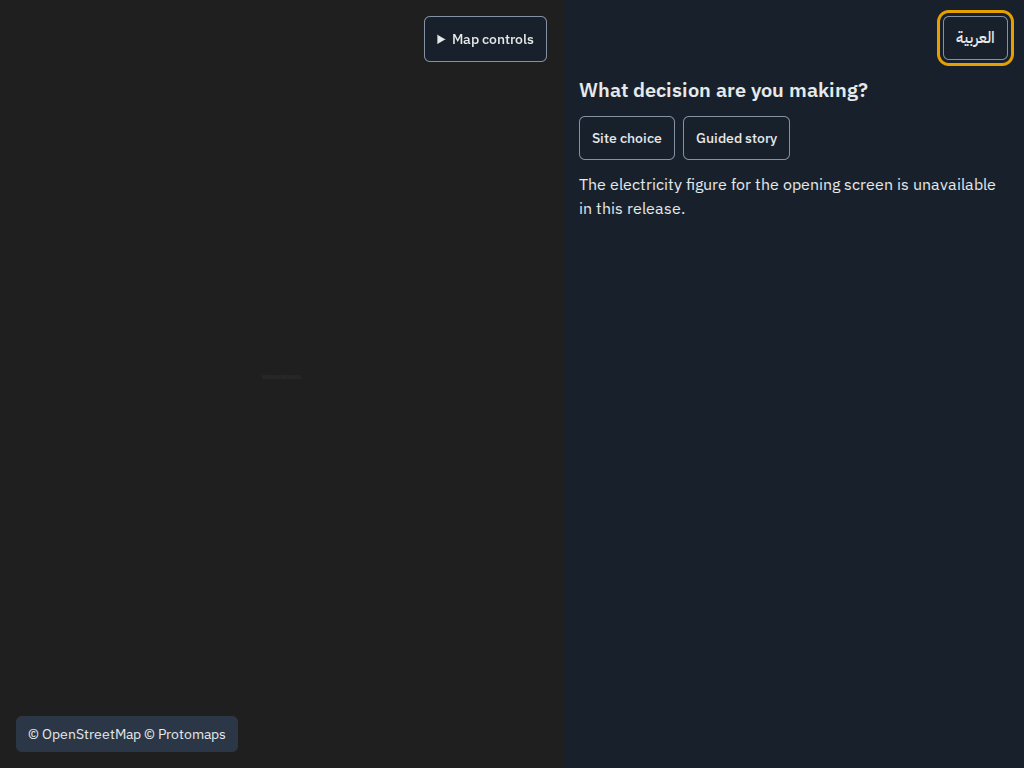 Map controls
العربية
What decision are you making?
Site choice
Guided story
The electricity figure for the opening screen is unavailable
in this release.
© OpenStreetMap © Protomaps